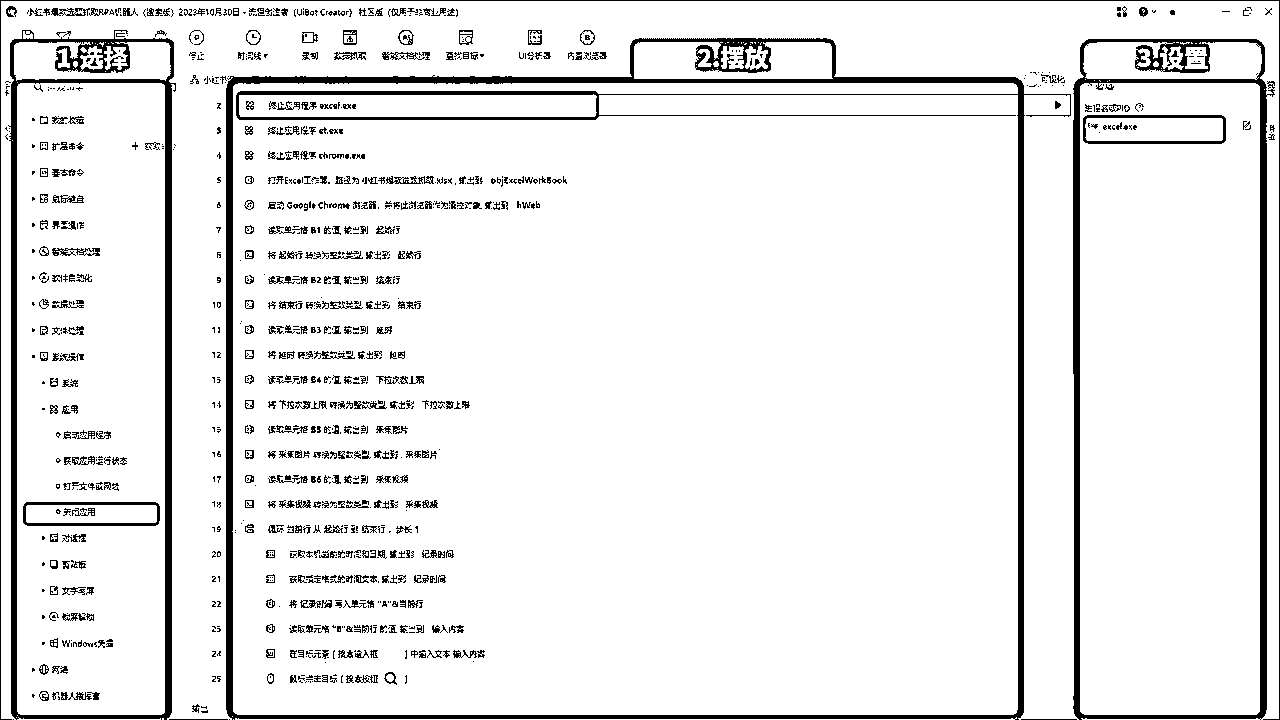 小红书爆款选题抓取RPA机器人（搜索版）2023年10月30日 - 流程创造者（UiBot Creator）社区版（仅用于非商业用途）
停止
时间线
录制
数据抓取
智能文档处理
查找目标
UI分析器
内置浏览器
1.选择
2.摆放
3.设置
可视化
我的收藏
扩展命令
+ 获取
基本命令
鼠标键盘
界面操作
智能文档处理
软件自动化
数据处理
文件处理
系统操作
系统
应用
启动应用程序
获取应用运行状态
打开文件或网址
关闭应用
对话框
剪贴板
文字写屏
锁屏解锁
Windows凭据
网络
机器人指挥官
2 终止应用程序 excel.exe
3 终止应用程序 et.exe
4 终止应用程序 chrome.exe
5 打开Excel工作簿，路径为 小红书爆款选题抓取.xlsx , 输出到 objExcelWorkBook
6 启动 Google Chrome 浏览器，并将此浏览器作为操控对象, 输出到 hWeb
7 读取单元格 B1 的值, 输出到 起始行
8 将 起始行 转换为整数类型, 输出到 起始行
9 读取单元格 B2 的值, 输出到 结束行
10 将 结束行 转换为整数类型, 输出到 结束行
11 读取单元格 B3 的值, 输出到 延时
12 将 延时 转换为整数类型, 输出到 延时
13 读取单元格 B4 的值, 输出到 下拉次数上限
14 将 下拉次数上限 转换为整数类型, 输出到 下拉次数上限
15 读取单元格 B5 的值, 输出到 采集图片
16 将 采集图片 转换为整数类型, 输出到 采集图片
17 读取单元格 B6 的值, 输出到 采集视频
18 将 采集视频 转换为整数类型, 输出到 采集视频
19 循环 当前行 从 起始行 到 结束行 ，步长 1
20 获取本机当前的时间和日期, 输出到 记录时间
21 获取指定格式的时间文本, 输出到 记录时间
22 将 记录时间 写入单元格 "A"&当前行
23 读取单元格 "B"&当前行 的值, 输出到 输入内容
24 在目标元素 [ 搜索输入框 ] 中输入文本 输入内容
25 鼠标点击目标 [ 搜索按钮 ]
输出
必选
进程名或PID
excel.exe